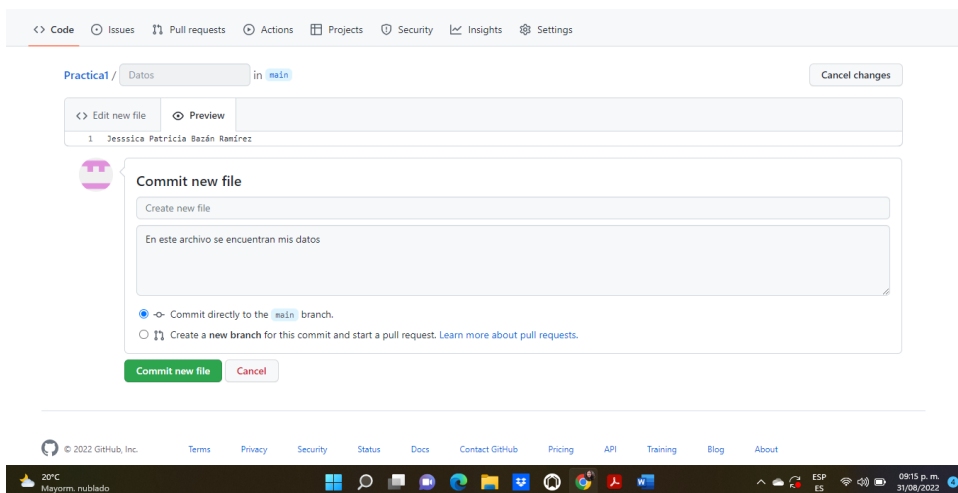 <> Code Issues Pull requests Actions Projects Security Insights Settings
Practica1 / Datos in main Cancel changes
<> Edit new file Preview
1 Jesssica Patricia Bazán Ramírez
Commit new file
Create new file
En este archivo se encuentran mis datos
Commit directly to the main branch.
Create a new branch for this commit and start a pull request. Learn more about pull requests.
Commit new file Cancel
© 2022 GitHub, Inc. Terms Privacy Security Status Docs Contact GitHub Pricing API Training Blog About
20°C ESP 09:15 p. m.
Mayorm. nublado ES 31/08/2022 4